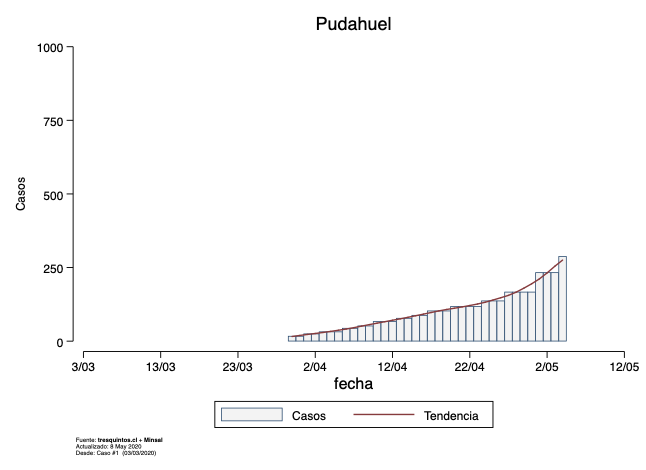 Pudahuel
1000
750
500
250
0
Casos
3/03 13/03 23/03 2/04 12/04 22/04 2/05 12/05
fecha
Casos Tendencia
Fuente: tresquintos.cl + Minsal
Actualizado: 8 May 2020
Desde: Caso #1 (03/03/2020)